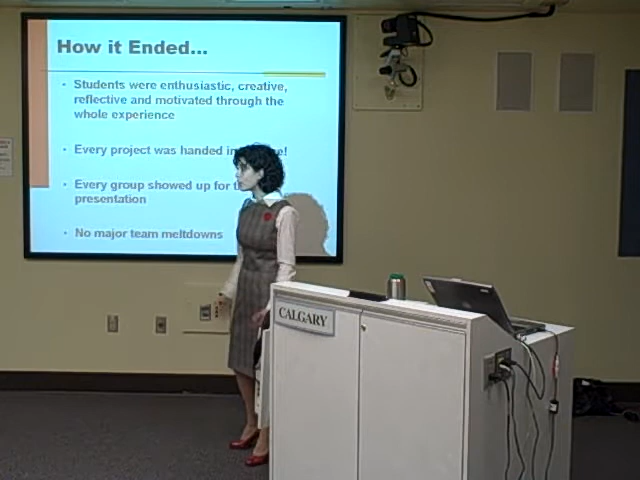 How it Ended...
• Students were enthusiastic, creative,
reflective and motivated through the
whole experience
• Every project was handed in e!
• Every group showed up for t
presentation
• No major team meltdowns
CALGARY